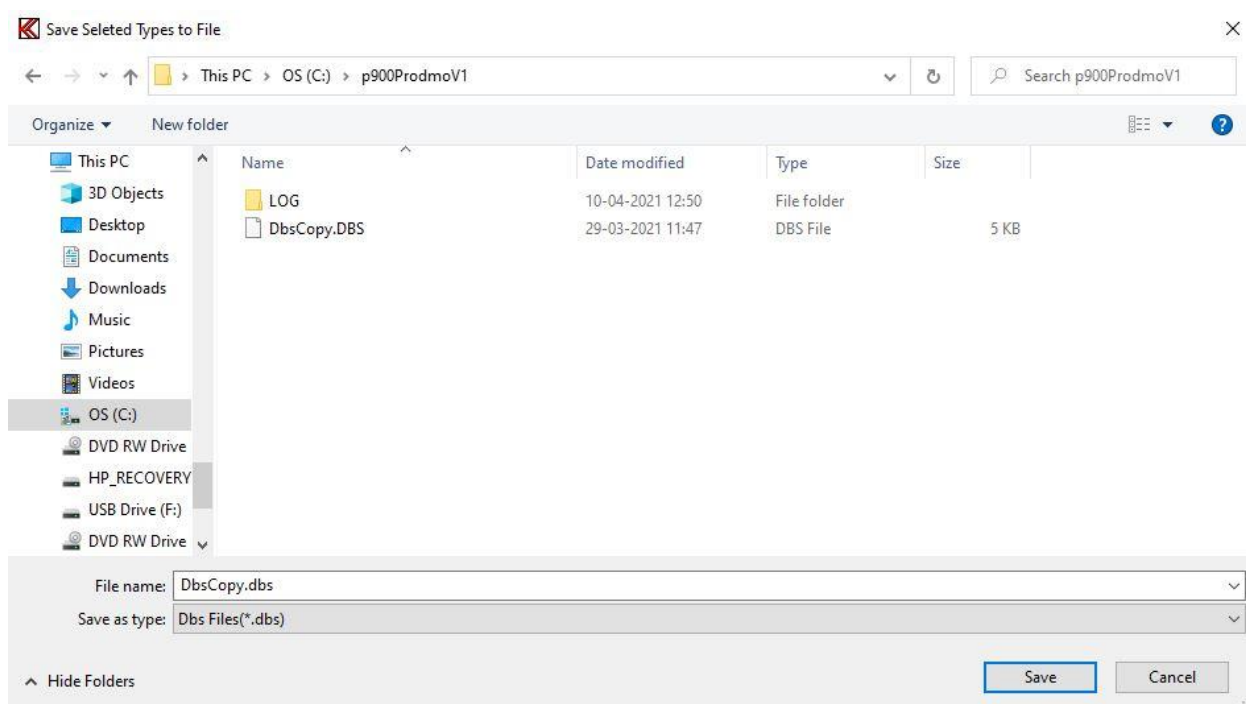 Save Seleted Types to File
This PC > OS (C:) > p900ProdmoV1
Search p900ProdmoV1
Organize
New folder
Name Date modified Type Size
LOG 10-04-2021 12:50 File folder
DbsCopy.DBS 29-03-2021 11:47 DBS File 5 KB
This PC
3D Objects
Desktop
Documents
Downloads
Music
Pictures
Videos
OS (C:)
DVD RW Drive
HP_RECOVERY
USB Drive (F:)
DVD RW Drive
File name: DbsCopy.dbs
Save as type: Dbs Files(*.dbs)
Hide Folders
Save
Cancel